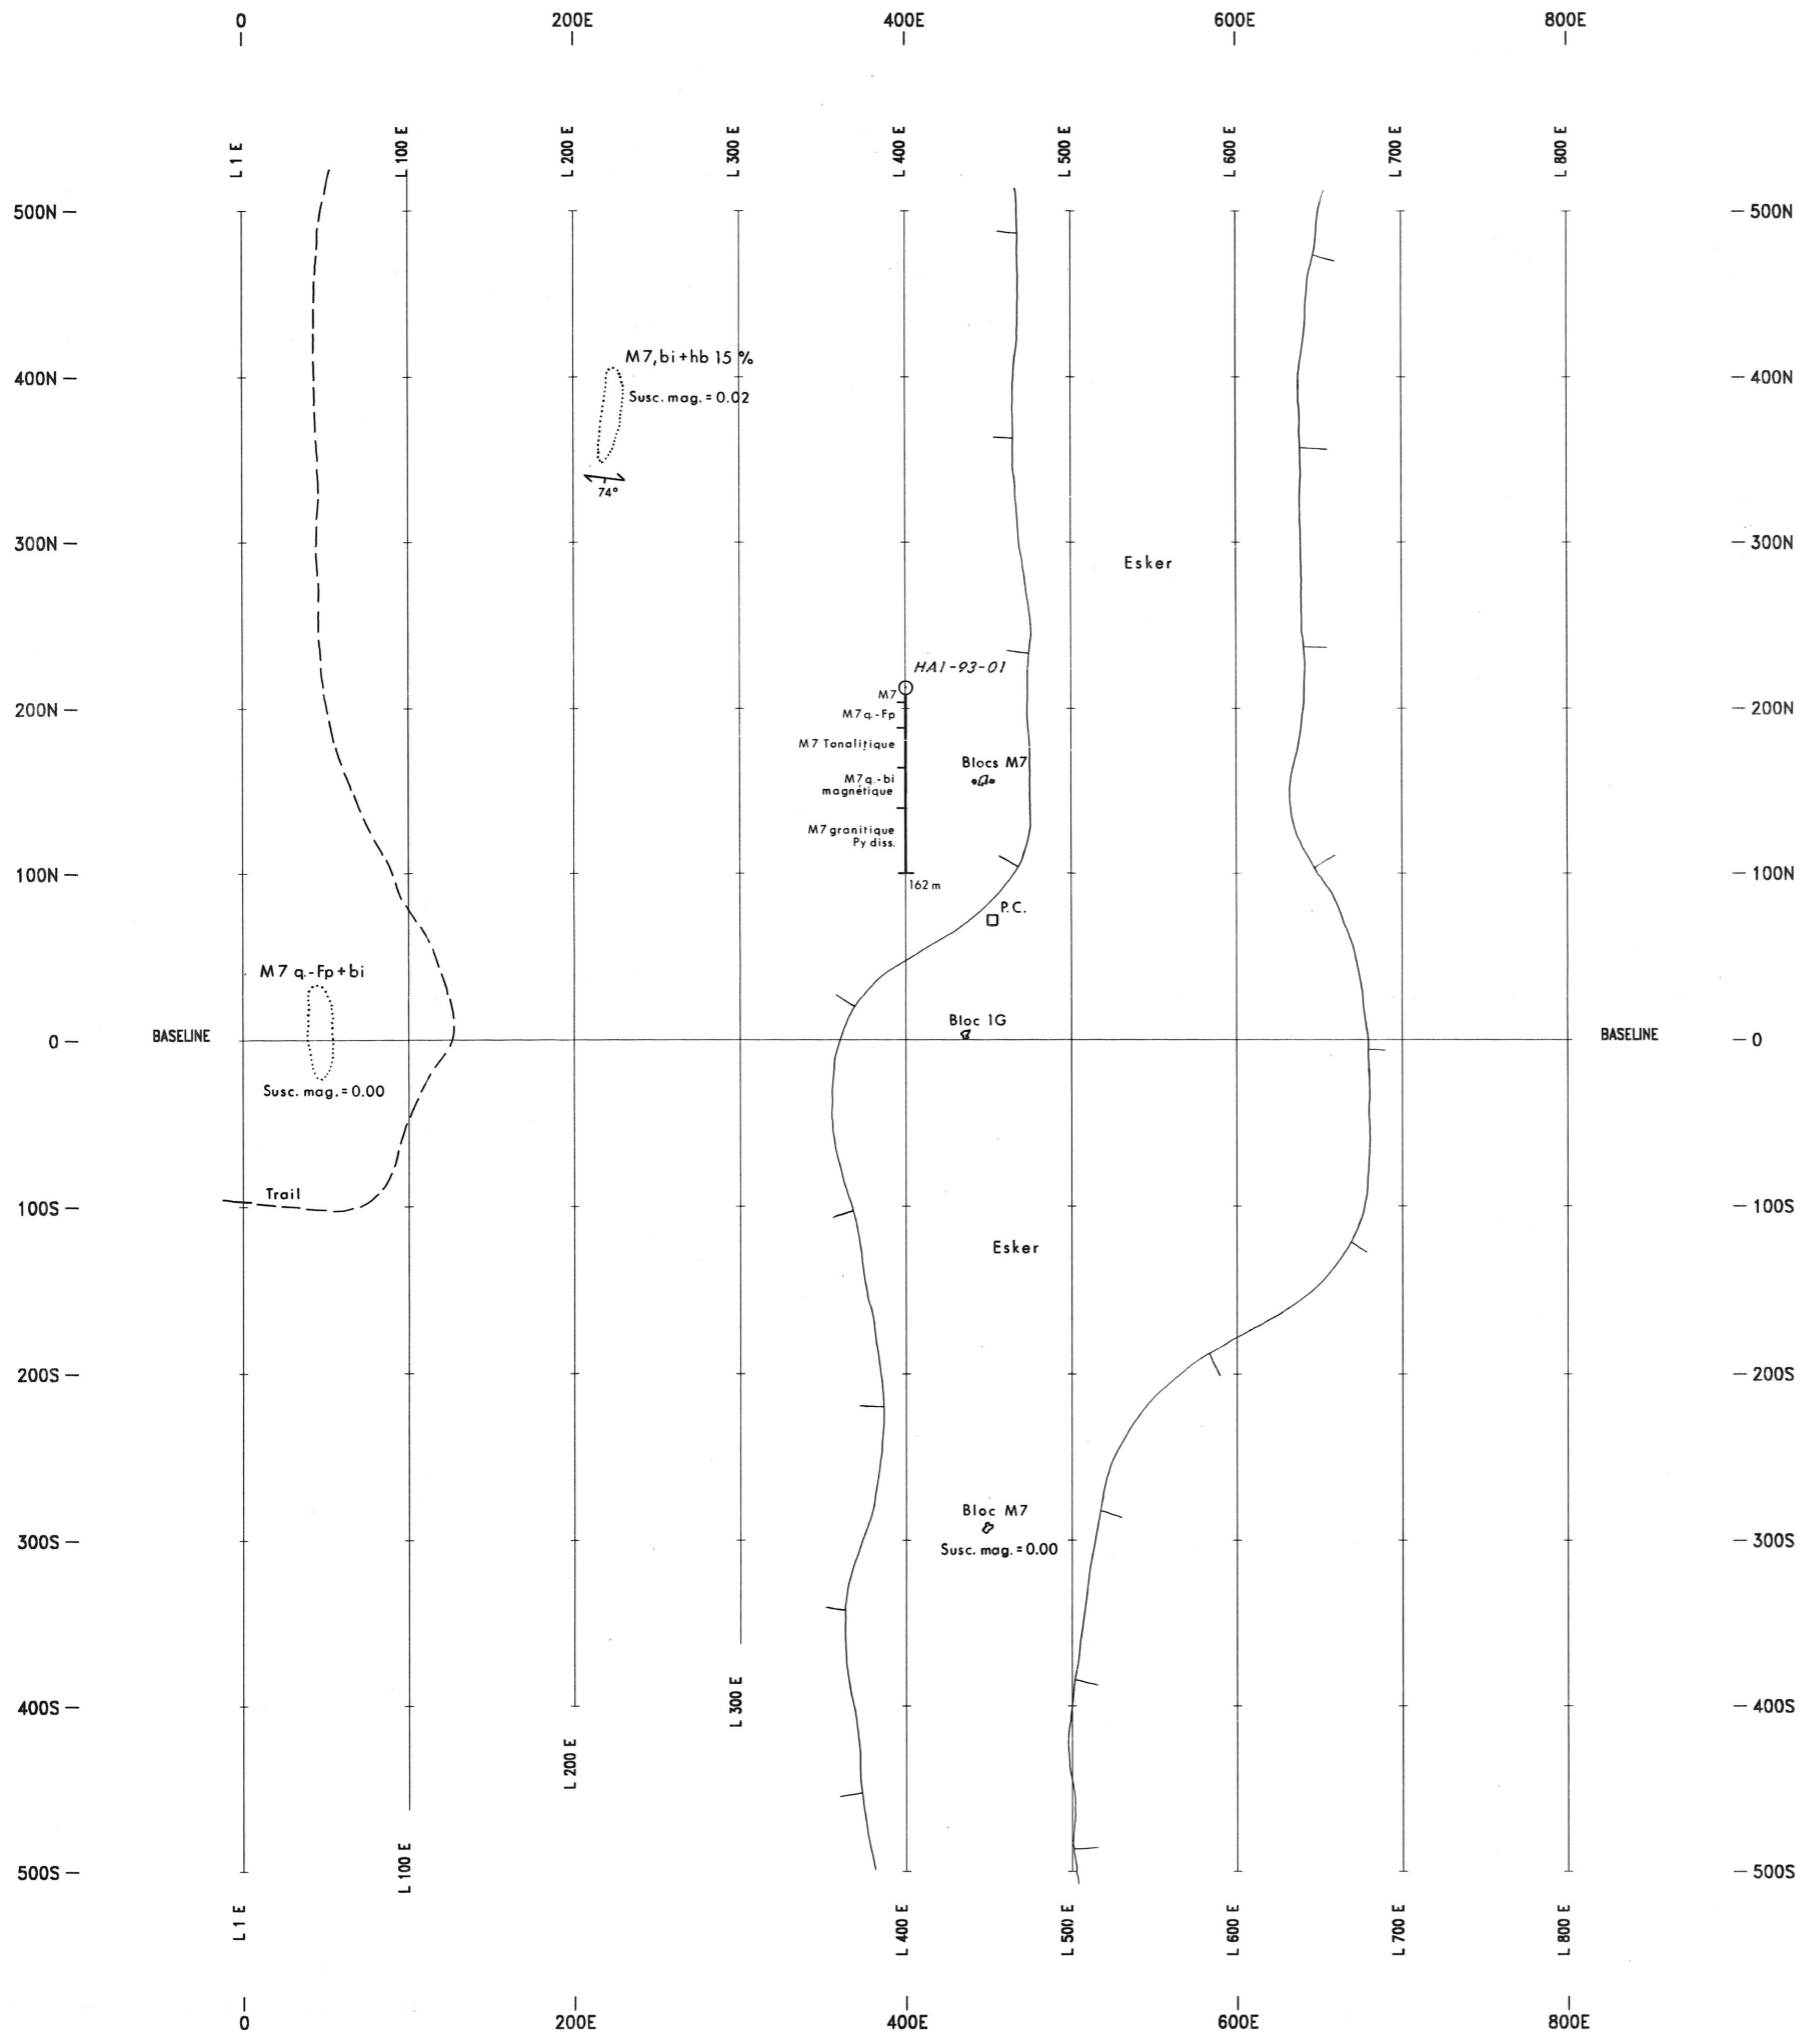 0 200E 400E 600E 800E
L 1 E L 100 E L 200 E L 300 E L 400 E L 500 E L 600 E L 700 E L 800 E
500N 500N
M7,bi+hb 15 %
400N 400N
Susc. mag. = 0.02
74°
300N 300N
Esker
HA1-93-01
M7
200N 200N
M7q.-Fp
M7 Tonalitique
Blocs M7
M7q.-bi
magnétique
M7granitique
Py diss.
100N 100N
162 m
P.C.
M7 q.-Fp+bi
Bloc 1G
BASELINE BASELINE
0 0
Susc. mag. = 0.00
Trail
100S 100S
Esker
200S 200S
Bloc M7
300S 300S
Susc. mag. = 0.00
L 300 E
400S 400S
L 200 E
L 100 E
500S 500S
L 1 E L 400 E L 500 E L 600 E L 700 E L 800 E
0 200E 400E 600E 800E